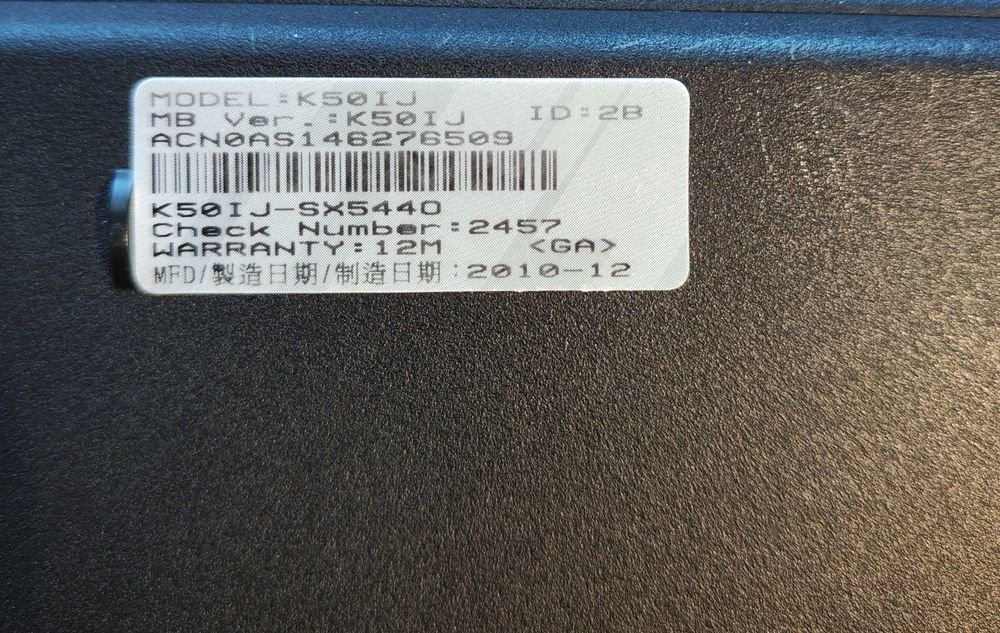 MODEL:K50IJ
MB Ver.:K50IJ ID:2B
ACN0AS146276509
K50IJ-SX544O
Check Number:2457
WARRANTY:12M <GA>
MFD/製造日期/制造日期:2010-12